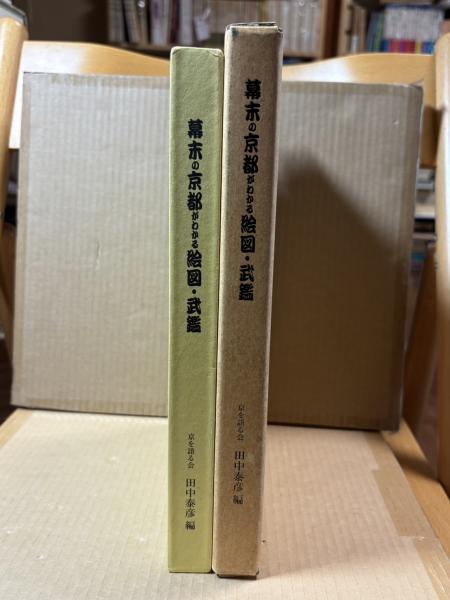 幕末の京都がわかる絵図・武鑑
京を語る会 田中泰彦 編
幕末の京都がわかる絵図・武鑑
京を語る会 田中泰彦 編